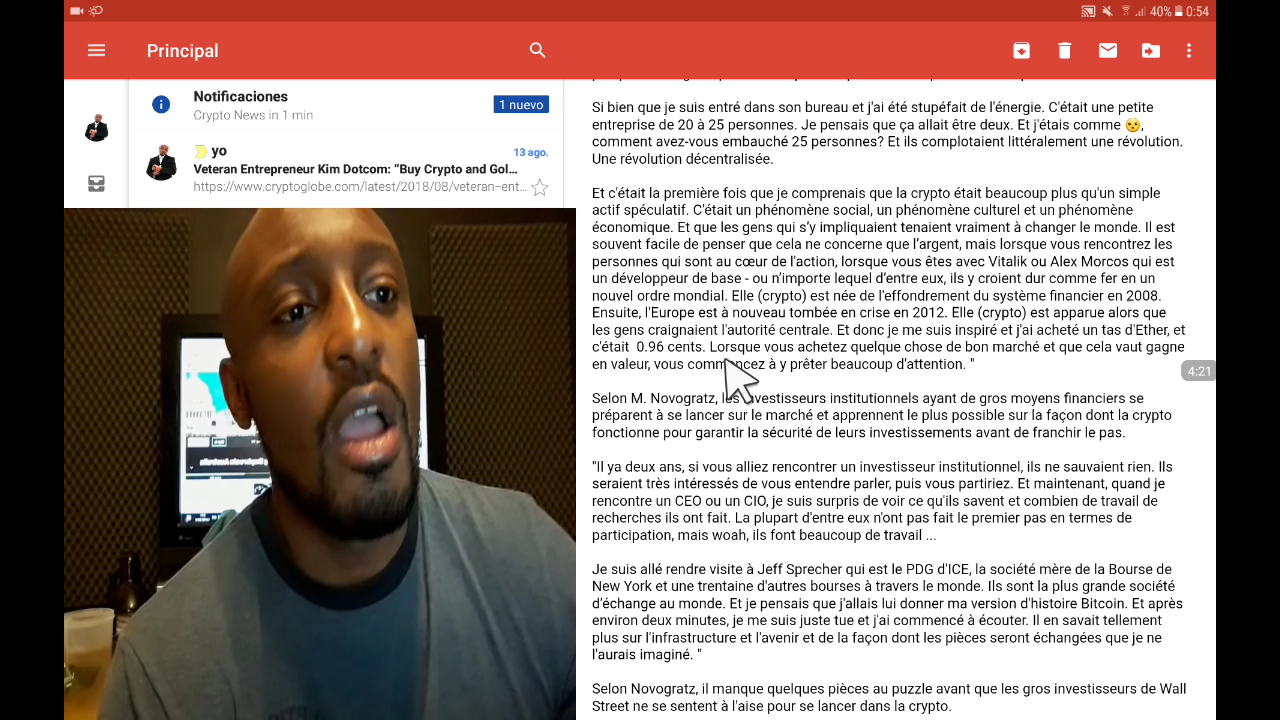 40% 0:54
Principal
Notificaciones
Crypto News in 1 min
1 nuevo
yo
13 ago.
Veteran Entrepreneur Kim Dotcom: “Buy Crypto and Gol...
https://www.cryptoglobe.com/latest/2018/08/veteran-ent...
Si bien que je suis entré dans son bureau et j'ai été stupéfait de l'énergie. C'était une petite
entreprise de 20 à 25 personnes. Je pensais que ça allait être deux. Et j'étais comme 😕,
comment avez-vous embauché 25 personnes? Et ils complotaient littéralement une révolution.
Une révolution décentralisée.
Et c'était la première fois que je comprenais que la crypto était beaucoup plus qu'un simple
actif spéculatif. C'était un phénomène social, un phénomène culturel et un phénomène
économique. Et que les gens qui s’y impliquaient tenaient vraiment à changer le monde. Il est
souvent facile de penser que cela ne concerne que l’argent, mais lorsque vous rencontrez les
personnes qui sont au cœur de l'action, lorsque vous êtes avec Vitalik ou Alex Morcos qui est
un développeur de base - ou n’importe lequel d’entre eux, ils y croient dur comme fer en un
nouvel ordre mondial. Elle (crypto) est née de l'effondrement du système financier en 2008.
Ensuite, l'Europe est à nouveau tombée en crise en 2012. Elle (crypto) est apparue alors que
les gens craignaient l'autorité centrale. Et donc je me suis inspiré et j'ai acheté un tas d'Ether, et
c'était 0.96 cents. Lorsque vous achetez quelque chose de bon marché et que cela vaut gagne
en valeur, vous commencez à y prêter beaucoup d'attention. "
4:21
Selon M. Novogratz, les investisseurs institutionnels ayant de gros moyens financiers se
préparent à se lancer sur le marché et apprennent le plus possible sur la façon dont la crypto
fonctionne pour garantir la sécurité de leurs investissements avant de franchir le pas.
"Il ya deux ans, si vous alliez rencontrer un investisseur institutionnel, ils ne sauvaient rien. Ils
seraient très intéressés de vous entendre parler, puis vous partiriez. Et maintenant, quand je
rencontre un CEO ou un CIO, je suis surpris de voir ce qu'ils savent et combien de travail de
recherches ils ont fait. La plupart d'entre eux n'ont pas fait le premier pas en termes de
participation, mais woah, ils font beaucoup de travail ...
Je suis allé rendre visite à Jeff Sprecher qui est le PDG d'ICE, la société mère de la Bourse de
New York et une trentaine d'autres bourses à travers le monde. Ils sont la plus grande société
d’échange au monde. Et je pensais que j'allais lui donner ma version d'histoire Bitcoin. Et après
environ deux minutes, je me suis juste tue et j'ai commencé à écouter. Il en savait tellement
plus sur l'infrastructure et l'avenir et de la façon dont les pièces seront échangées que je ne
l'aurais imaginé. "
Selon Novogratz, il manque quelques pièces au puzzle avant que les gros investisseurs de Wall
Street ne se sentent à l'aise pour se lancer dans la crypto.